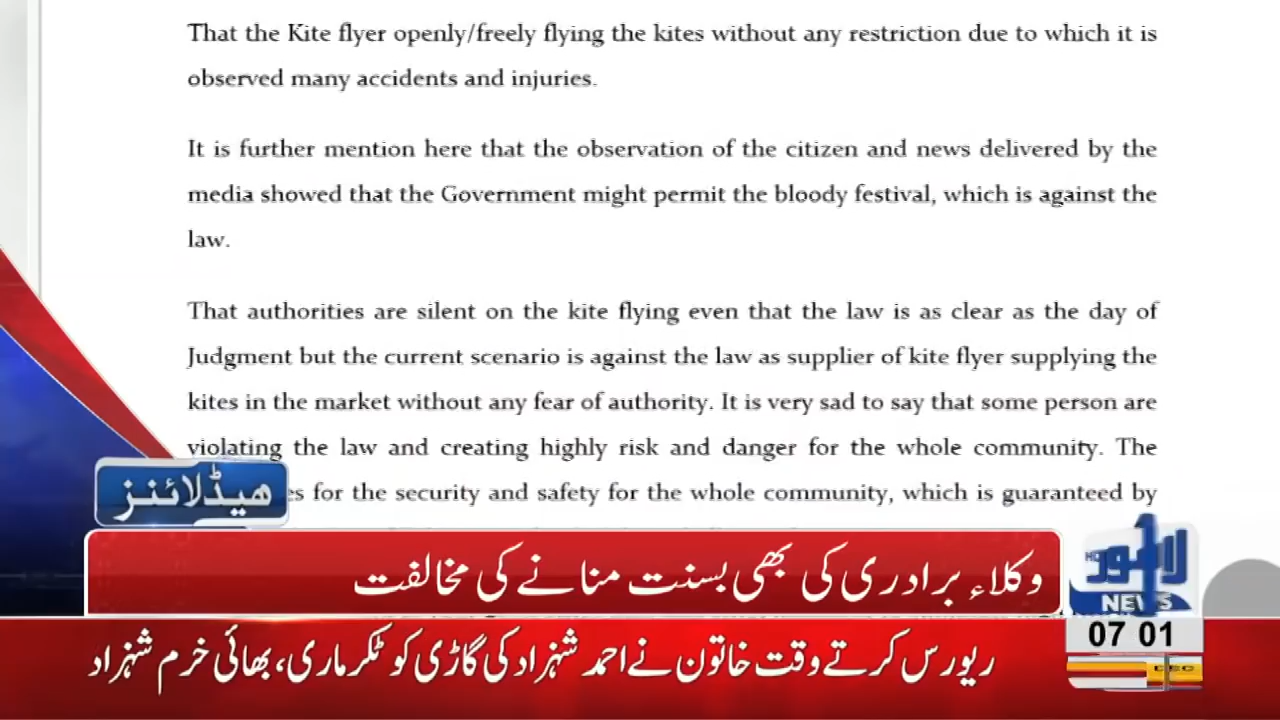 That the Kite flyer openly/freely flying the kites without any restriction due to which it is
observed many accidents and injuries.
It is further mention here that the observation of the citizen and news delivered by the
media showed that the Government might permit the bloody festival, which is against the
law.
That authorities are silent on the kite flying even that the law is as clear as the day of
Judgment but the current scenario is against the law as supplier of kite flyer supplying the
kites in the market without any fear of authority. It is very sad to say that some person are
violating the law and creating highly risk and danger for the whole community. The
for the security and safety for the whole community, which is guaranteed by
ھیڈلائنز
وکلاء برادری کی بھی بسنت منانے کی مخالفت
لاہور
NEWS
07 01
ریورس کرتے وقت خاتون نے احمد شہزاد کی گاڑی کو ٹکر ماری، بھائی خرم شہزاد